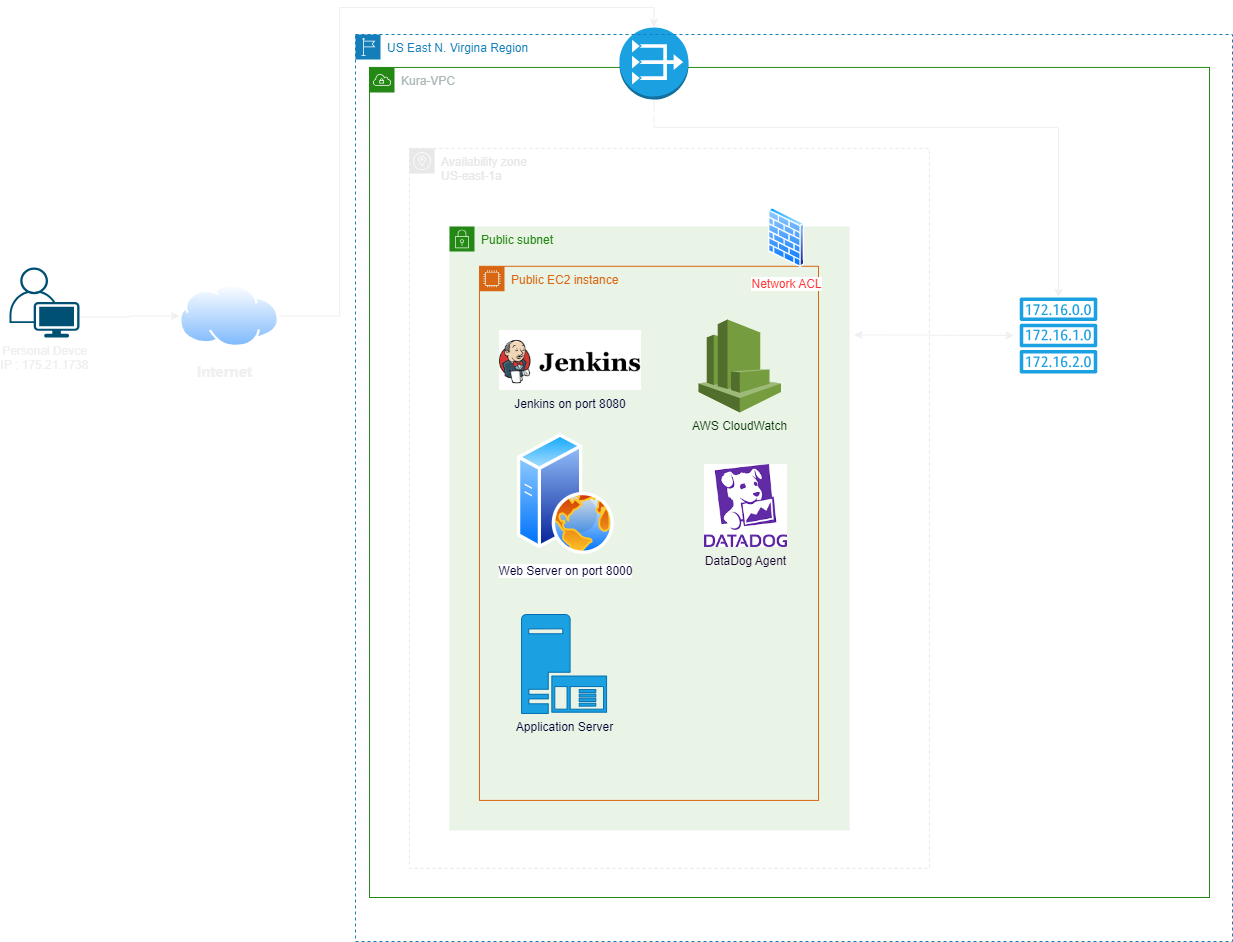 US East N. Virgina Region
Kura-VPC
Availability zone
US-east-1a
Public subnet
Network ACL
Public EC2 instance
172.16.0.0
172.16.1.0
172.16.2.0
Personal Devce
IP : 175.21.1738
Internet
Jenkins
Jenkins on port 8080
AWS CloudWatch
DATADOG
DataDog Agent
Web Server on port 8000
Application Server